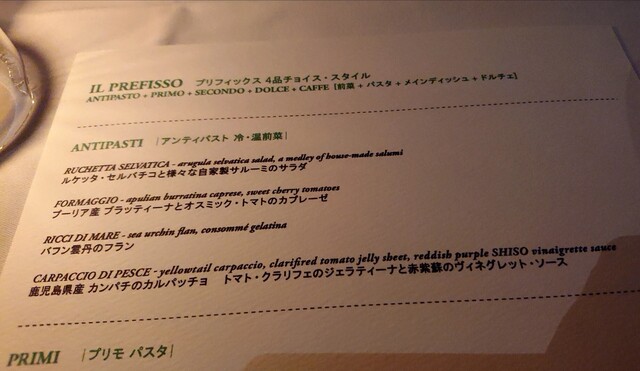 IL PREFISSO プリフィックス 4品チョイス・スタイル
ANTIPASTO + PRIMO + SECONDO + DOLCE + CAFFE [前菜 + パスタ + メインディッシュ + ドルチェ]
ANTIPASTI |アンティパスト 冷・温前菜|
RUCHETTA SELVATICA - arugula selvatica salad, a medley of house-made salumi
ルケッタ・セルバチコと様々な自家製サルーミのサラダ
FORMAGGIO - apulian burratina caprese, sweet cherry tomatoes
プーリア産 ブラッティーナとオスミック・トマトのカプレーゼ
RICCI DI MARE - sea urchin flan, consommé gelatina
バフン雲丹のフラン
CARPACCIO DI PESCE - yellowtail carpaccio, clarifired tomato jelly sheet, reddish purple SHISO vinaigrette sauce
鹿児島県産 カンパチのカルパッチョ トマト・クラリフェのジェラティーナと赤紫蘇のヴィネグレット・ソース
PRIMI |プリモ パスタ|